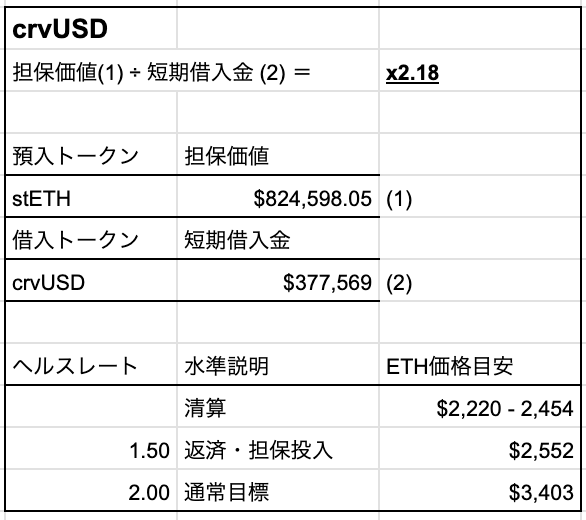 crvUSD
担保価値(1) ÷ 短期借入金 (2) ＝ x2.18
預入トークン 担保価値
stETH $824,598.05 (1)
借入トークン 短期借入金
crvUSD $377,569 (2)
ヘルスレート 水準説明 ETH価格目安
清算 $2,220 - 2,454
1.50 返済・担保投入 $2,552
2.00 通常目標 $3,403